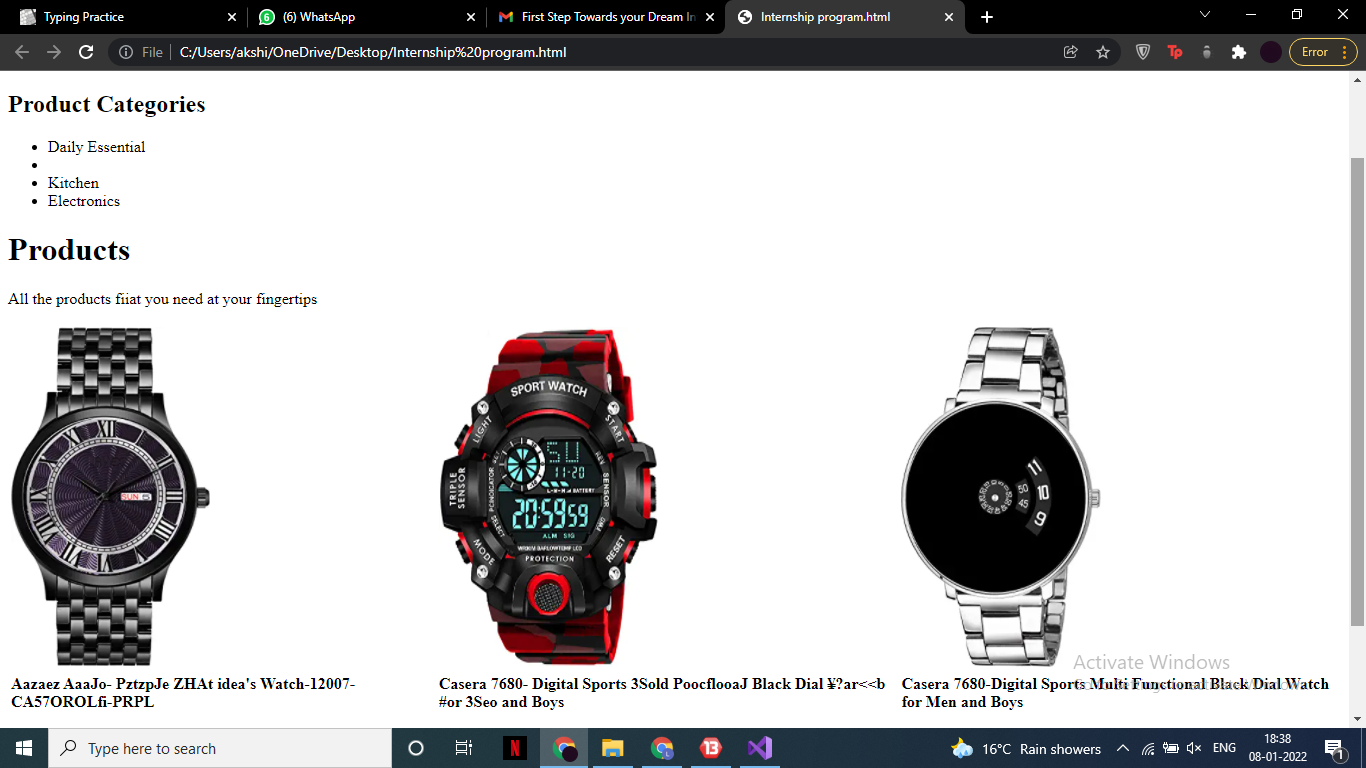 Typing Practice
(6) WhatsApp
First Step Towards your Dream In
Internship program.html
File
C:/Users/akshi/OneDrive/Desktop/Internship%20program.html
Error
Product Categories
Daily Essential
Kitchen
Electronics
Products
All the products fiiat you need at your fingertips
SPORT WATCH
LIGHT
START
TRIPLE
SENSOR
SENSOR
SU
11-20
BATTERY
20:59 59
ALM SIG
MODE
RESET
PROTECTION
SUN
11
10
9
50
45
Aazaez AaaJo- PztzpJe ZHAt idea's Watch-12007-
CA57OROLfi-PRPL
Casera 7680- Digital Sports 3Sold PoocflooaJ Black Dial ¥?ar<<b
#or 3Seo and Boys
Casera 7680-Digital Sports Multi Functional Black Dial Watch
for Men and Boys
Activate Windows
Type here to search
16°C Rain showers
ENG
18:38
08-01-2022